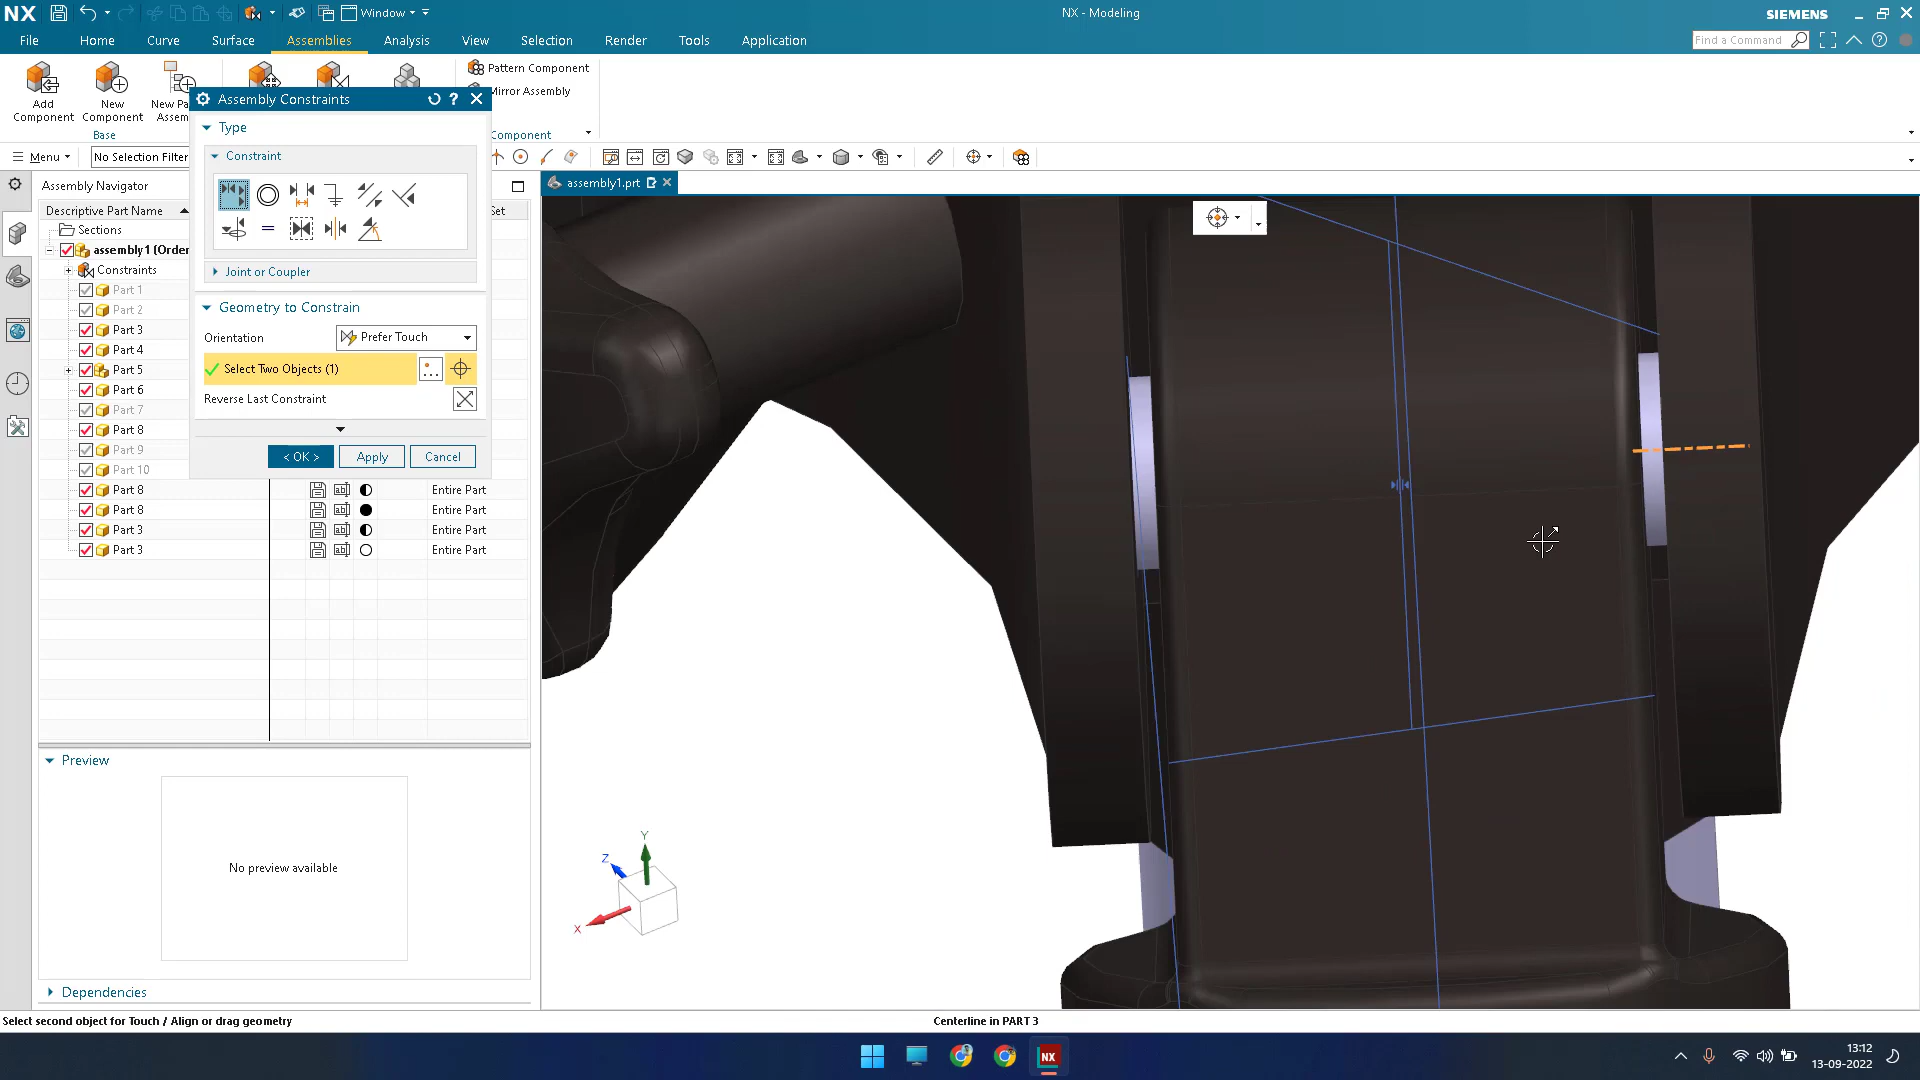 NX
Window
NX - Modeling
SIEMENS
File
Home
Curve
Surface
Assemblies
Analysis
View
Selection
Render
Tools
Application
Find a Command
Add
Component
New
Component
New Pa
Assem
Pattern Component
Mirror Assembly
Base
Component
Menu
No Selection Filter
Assembly Constraints
Type
Constraint
Joint or Coupler
Geometry to Constrain
Orientation
Prefer Touch
Select Two Objects (1)
Reverse Last Constraint
< OK >
Apply
Cancel
Assembly Navigator
Descriptive Part Name
Set
Sections
assembly1 (Order
Constraints
Part 1
Part 2
Part 3
Part 4
Part 5
Part 6
Part 7
Part 8
Part 9
Part 10
Part 8 Entire Part
Part 8 Entire Part
Part 3 Entire Part
Part 3 Entire Part
Preview
No preview available
Dependencies
assembly1.prt
Y
Z
X
Select second object for Touch / Align or drag geometry
Centerline in PART 3
NX
13:12
13-09-2022